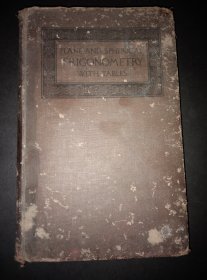 PLANE AND SPHERICAL
TRIGONOMETRY
WITH TABLES